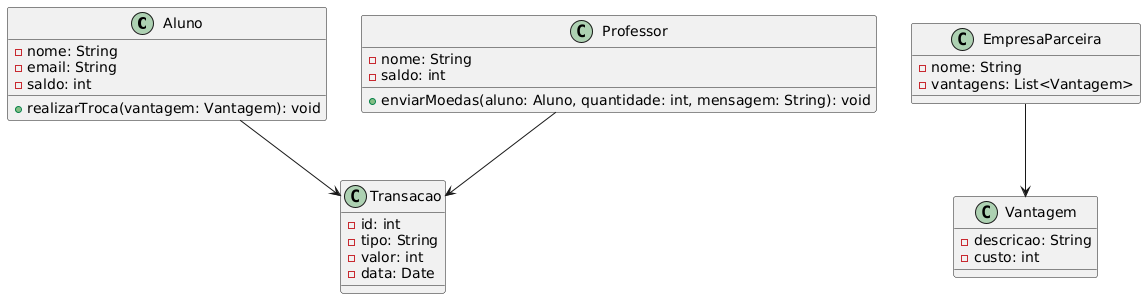 C Aluno
nome: String
email: String
saldo: int
realizarTroca(vantagem: Vantagem): void
C Professor
nome: String
saldo: int
enviarMoedas(aluno: Aluno, quantidade: int, mensagem: String): void
C EmpresaParceira
nome: String
vantagens: List<Vantagem>
C Transacao
id: int
tipo: String
valor: int
data: Date
C Vantagem
descricao: String
custo: int